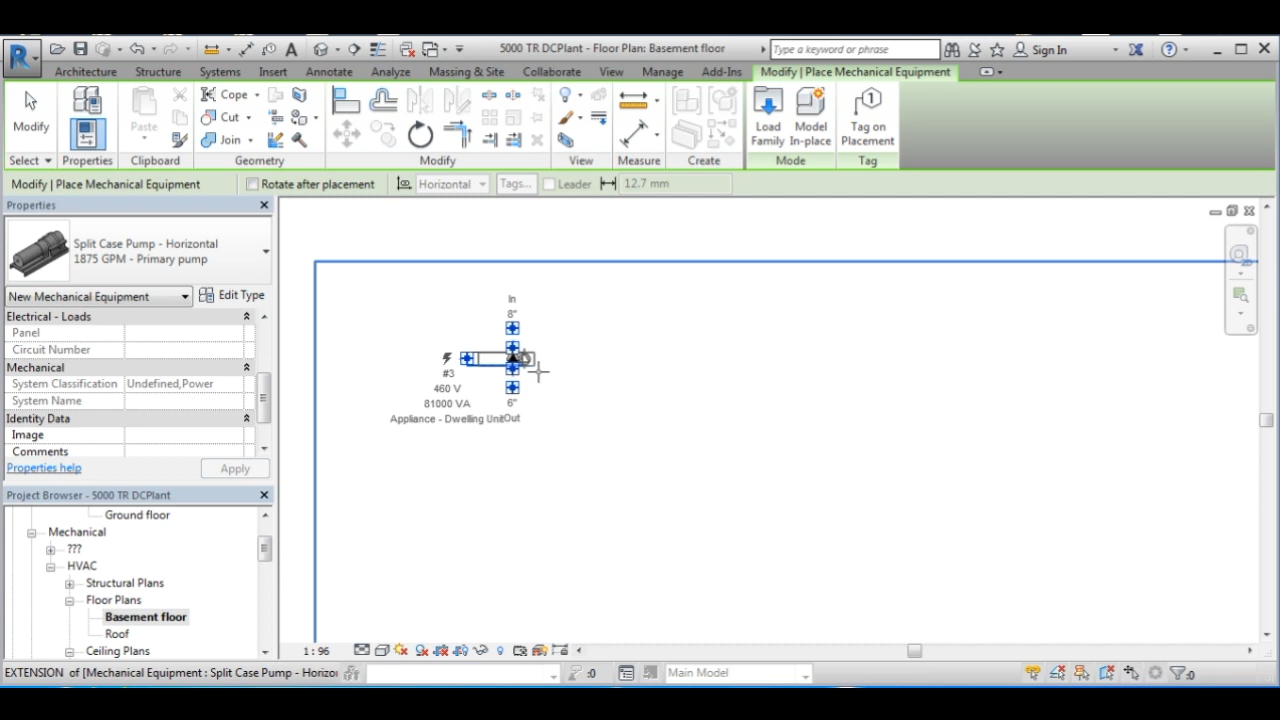 5000 TR DCPlant - Floor Plan: Basement floor
Type a keyword or phrase
Sign In
Architecture Structure Systems Insert Annotate Analyze Massing & Site Collaborate View Manage Add-Ins Modify | Place Mechanical Equipment
Modify
Paste
Cope
Cut
Join
Load Family
Model In-place
Tag on Placement
Select Properties Clipboard Geometry Modify View Measure Create Mode Tag
Modify | Place Mechanical Equipment
Rotate after placement
Horizontal
Tags...
Leader
12.7 mm
Properties
Split Case Pump - Horizontal
1875 GPM - Primary pump
New Mechanical Equipment
Edit Type
Electrical - Loads
Panel
Circuit Number
Mechanical
System Classification Undefined,Power
System Name
Identity Data
Image
Comments
Properties help
Apply
Project Browser - 5000 TR DCPlant
Ground floor
Mechanical
???
HVAC
Structural Plans
Floor Plans
Basement floor
Roof
Ceiling Plans
In
8"
#3
460 V
81000 VA
6"
Appliance - Dwelling Unit
Out
1 : 96
EXTENSION of [Mechanical Equipment : Split Case Pump - Horizo
:0
Main Model
:0